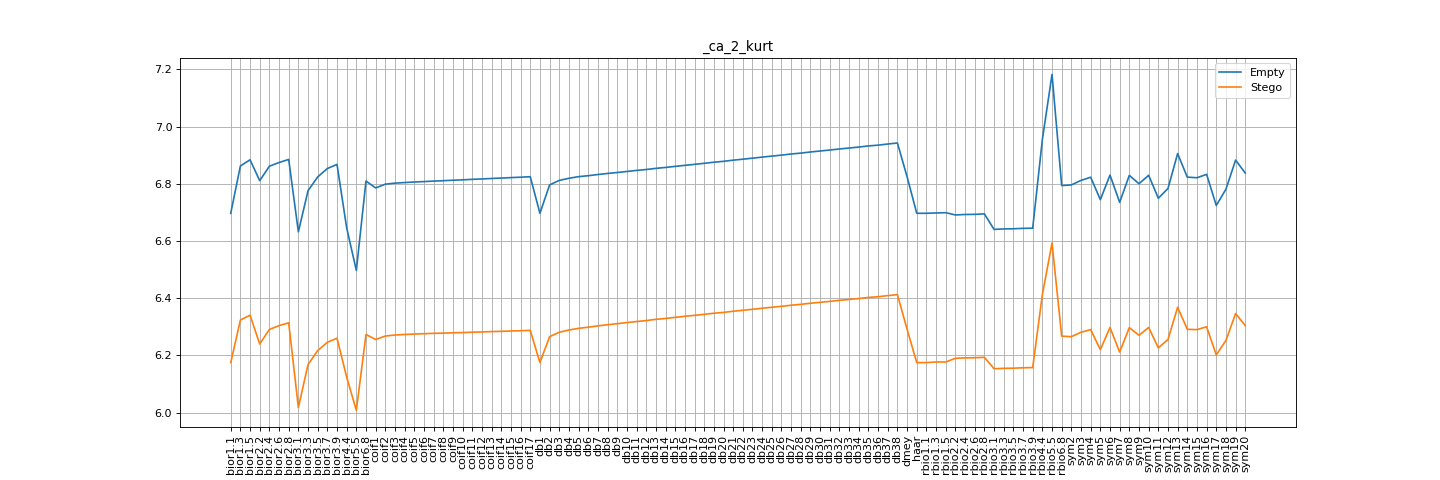 _ca_2_kurt
Empty
Stego
7.2
7.0
6.8
6.6
6.4
6.2
6.0
bior1.1
bior1.3
bior1.5
bior2.2
bior2.4
bior2.6
bior2.8
bior3.1
bior3.3
bior3.5
bior3.7
bior3.9
bior4.4
bior5.5
bior6.8
coif1
coif2
coif3
coif4
coif5
coif6
coif7
coif8
coif9
coif10
coif11
coif12
coif13
coif14
coif15
coif16
coif17
db1
db2
db3
db4
db5
db6
db7
db8
db9
db10
db11
db12
db13
db14
db15
db16
db17
db18
db19
db20
db21
db22
db23
db24
db25
db26
db27
db28
db29
db30
db31
db32
db33
db34
db35
db36
db37
db38
dmey
haar
rbio1.1
rbio1.3
rbio1.5
rbio2.2
rbio2.4
rbio2.6
rbio2.8
rbio3.1
rbio3.3
rbio3.5
rbio3.7
rbio3.9
rbio4.4
rbio5.5
rbio6.8
sym2
sym3
sym4
sym5
sym6
sym7
sym8
sym9
sym10
sym11
sym12
sym13
sym14
sym15
sym16
sym17
sym18
sym19
sym20